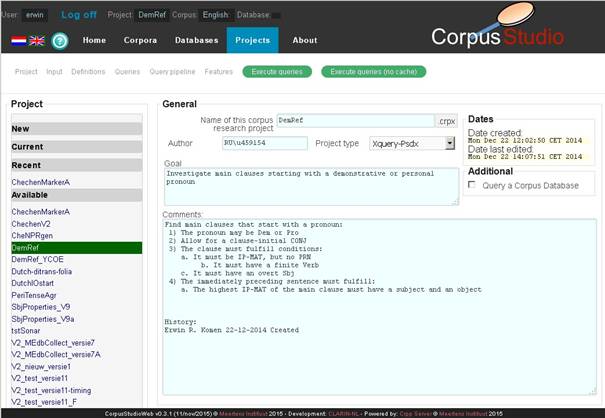 User: erwin Log off Project: DemRef Corpus: English: Database:
CorpusStudio
Home Corpora Databases Projects About
Project Input Definitions Queries Query pipeline Features Execute queries Execute queries (no cache)
Project
New
Current
Recent
ChechenMarkerA
Available
ChechenMarkerA
ChechenV2
CheNPRgen
DemRef
DemRef_YCOE
Dutch-ditrans-folia
DutchIOstart
PeriTenseAgr
SbjProperties_V9
SbjProperties_V9a
tstSonar
V2_MEdbCollect_versie7
V2_MEdbCollect_versie7A
V2_nieuw_versie1
V2_test_versie11
V2_test_versie11-timing
V2_test_versie11_F
General
Name of this corpus research project DemRef .crpx
Author RU\u459154 Project type Xquery-Psdx
Goal
Investigate main clauses starting with a demonstrative or personal
pronoun
Comments:
Find main clauses that start with a pronoun:
1) The pronoun may be Dem or Pro
2) Allow for a clause-initial CONJ
3) The clause must fulfill conditions:
a. It must be IP-MAT, but no PRN
b. It must have a finite Verb
c. It must have an overt Sbj
4) The immediately preceding sentence must fulfill:
a. The highest IP-MAT of the main clause must have a subject and an object
History:
Erwin R. Komen 22-12-2014 Created
Dates
Date created:
Mon Dec 22 12:02:50 CET 2014
Date last edited:
Mon Dec 22 14:07:51 CET 2014
Additional
Query a Corpus Database
CorpusStudioWeb v0.3.1 (11/nov/2015) @ Meertens Instituut 2015 - Development: CLARIN-NL - Powered by: Crpp Server @ Meertens Instituut 2015